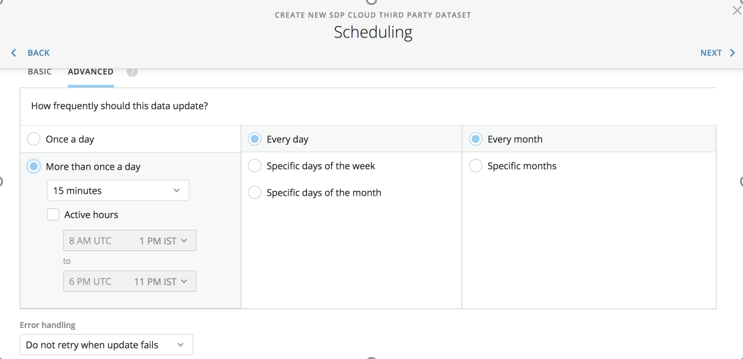 CREATE NEW SDP CLOUD THIRD PARTY DATASET
Scheduling
BACK
NEXT
BASIC ADVANCED ?
How frequently should this data update?
Once a day
Every day
Every month
More than once a day
Specific days of the week
Specific months
15 minutes
Specific days of the month
Active hours
8 AM UTC 1 PM IST
to
6 PM UTC 11 PM IST
Error handling
Do not retry when update fails